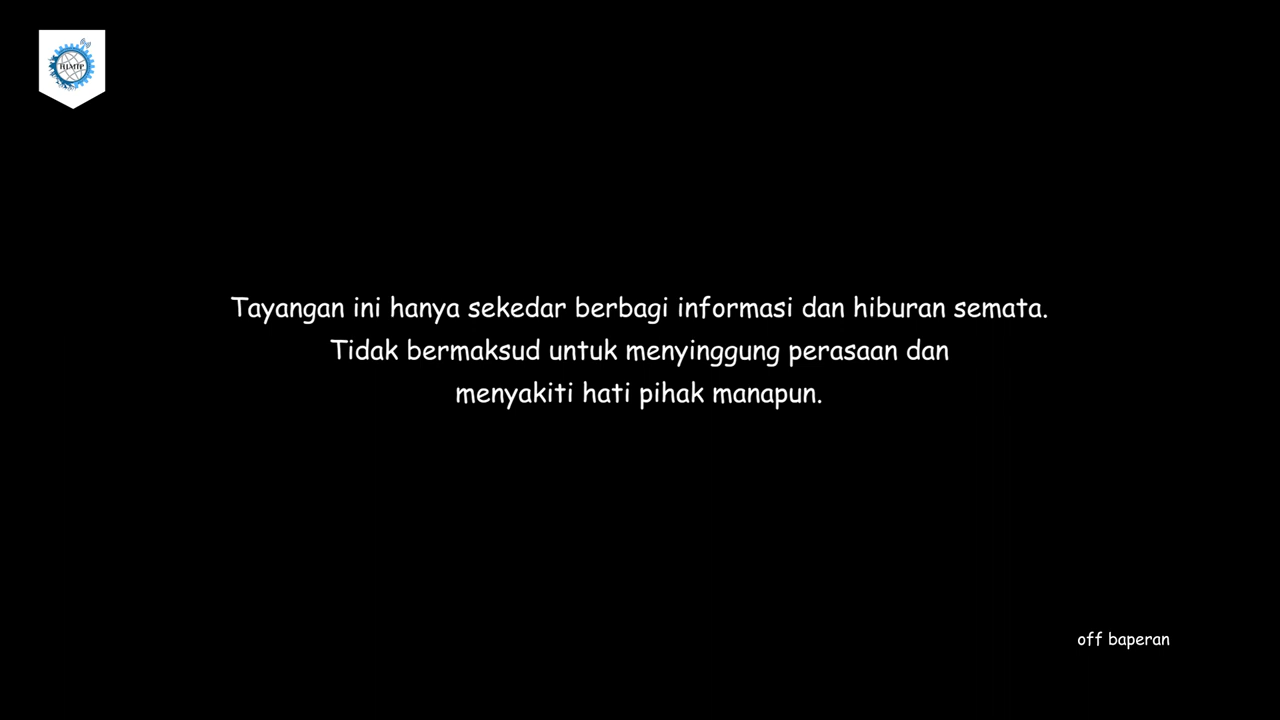 Tayangan ini hanya sekedar berbagi informasi dan hiburan semata.
Tidak bermaksud untuk menyinggung perasaan dan
menyakiti hati pihak manapun.
off baperan